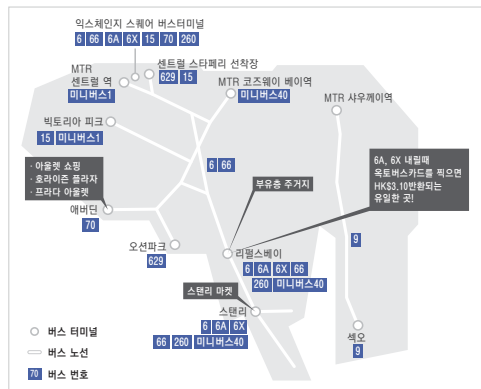 익스체인지 스퀘어 버스터미널
6 66 6A 6X 15 70 260
센트럴 스타페리 선착장
629 15
MTR
센트럴 역
미니버스1
MTR 코즈웨이 베이역
미니버스40
MTR 샤우께이역
빅토리아 피크
15 미니버스1
6 66
6A, 6X 내릴때
옥토버스카드를 찍으면
HK$3.10반환되는
유일한 곳!
· 아울렛 쇼핑
· 호라이즌 플라자
· 프라다 아울렛
부유층 주거지
애버딘
70
오션파크
629
리펄스베이
6 6A 6X 66
260 미니버스40
9
스탠리 마켓
스탠리
6 6A 6X
66 260 미니버스40
섹오
9
버스 터미널
버스 노선
70 버스 번호